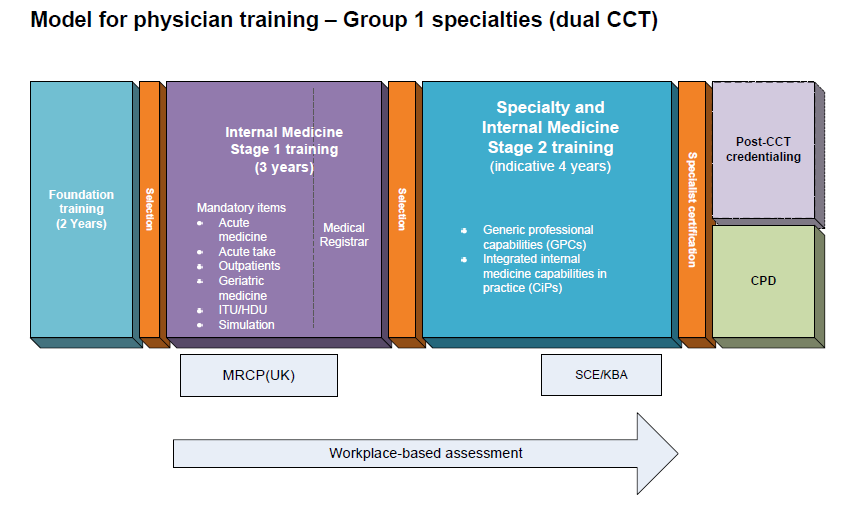 Model for physician training – Group 1 specialties (dual CCT)
Foundation
training
(2 Years)
Selection
Internal Medicine
Stage 1 training
(3 years)
Mandatory items
• Acute
medicine
• Acute take
• Outpatients
• Geriatric
medicine
• ITU/HDU
• Simulation
Medical
Registrar
Selection
Specialty and
Internal Medicine
Stage 2 training
(indicative 4 years)
• Generic professional
capabilities (GPCs)
• Integrated internal
medicine capabilities in
practice (CiPs)
Specialist certification
Post-CCT
credentialing
CPD
MRCP(UK)
SCE/KBA
Workplace-based assessment